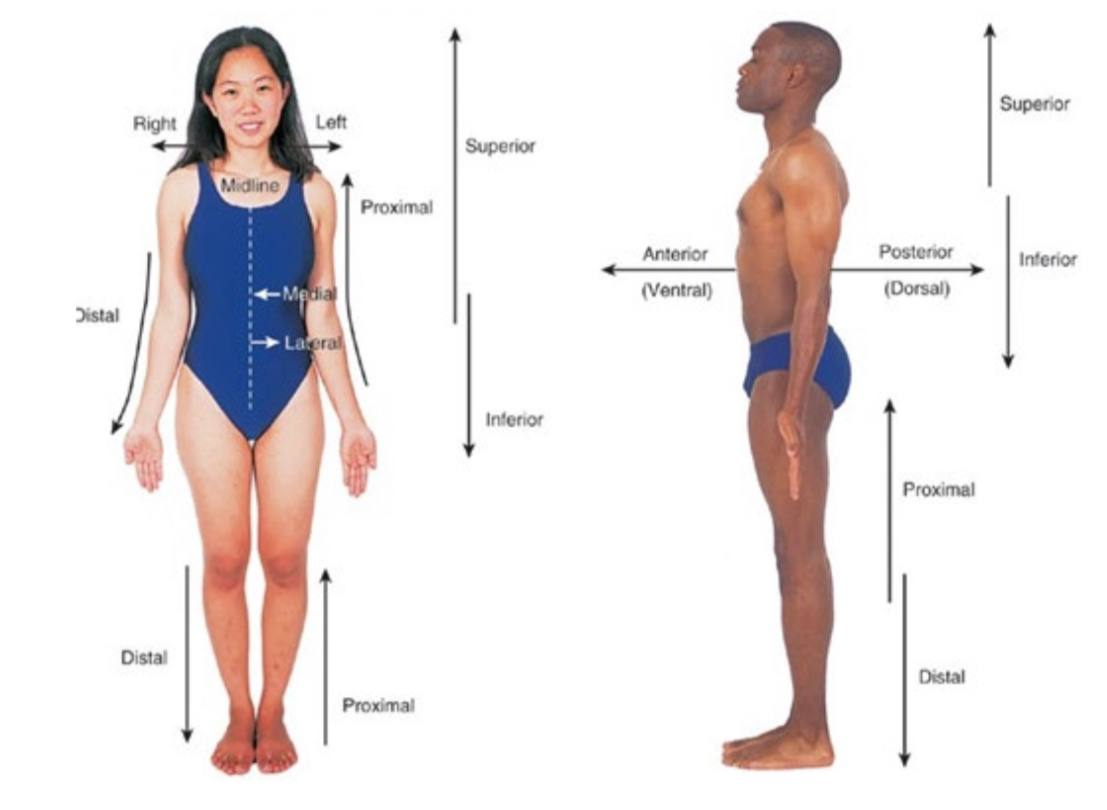 Right
Left
Superior
Midline
Proximal
Medial
Distal
Lateral
Inferior
Distal
Proximal
Superior
Anterior
(Ventral)
Posterior
(Dorsal)
Inferior
Proximal
Distal